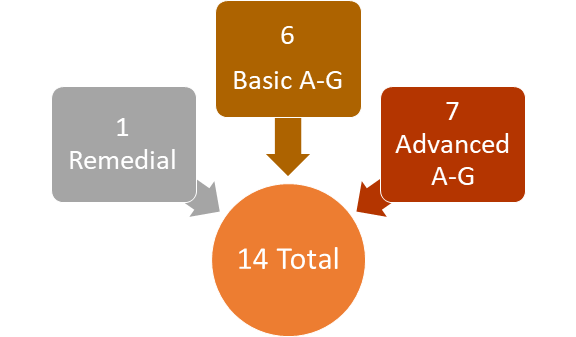 6
Basic A-G
1
Remedial
7
Advanced
A-G
14 Total